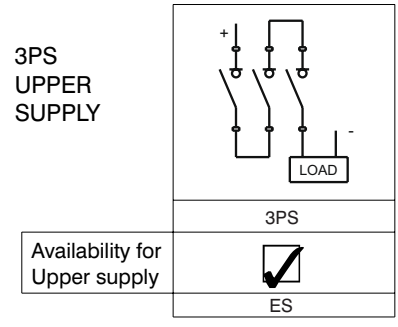 3PS
UPPER
SUPPLY
+
-
LOAD
3PS
Availability for
Upper supply
ES